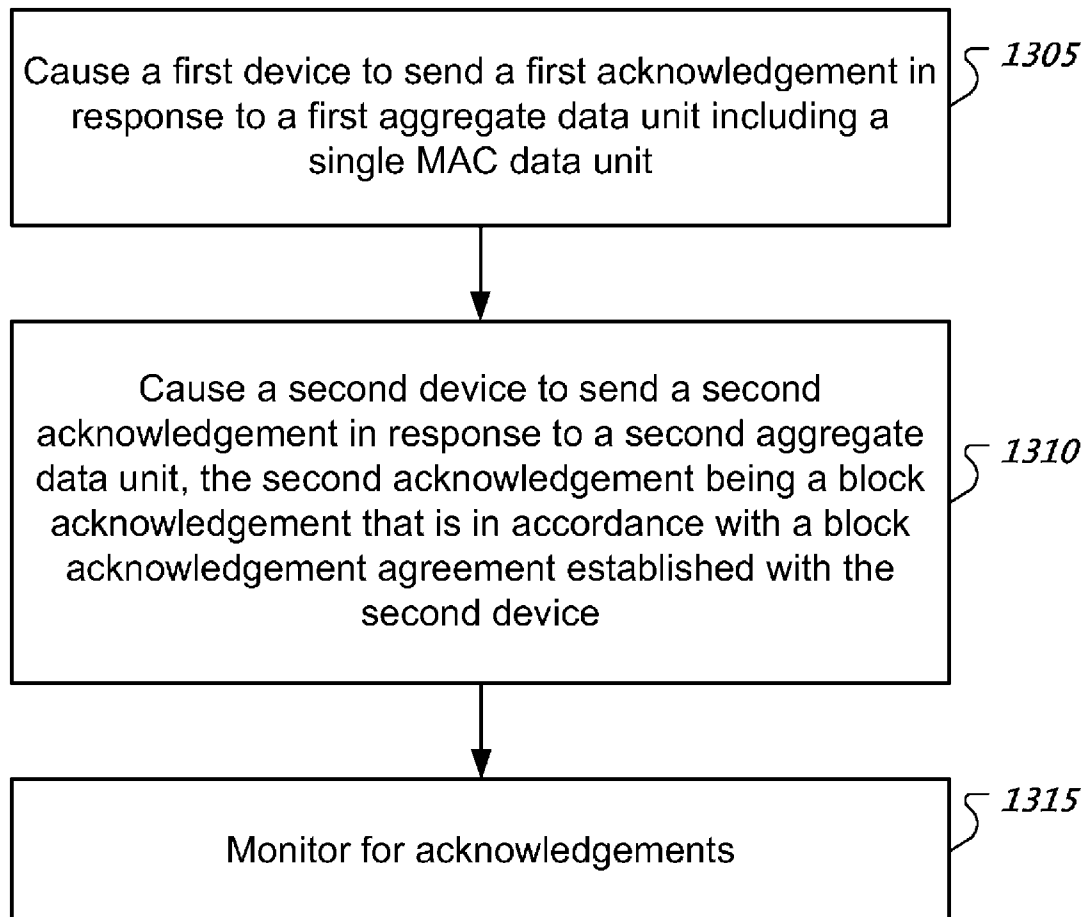 Cause a first device to send a first acknowledgement in
response to a first aggregate data unit including a
single MAC data unit
1305
Cause a second device to send a second
acknowledgement in response to a second aggregate
data unit, the second acknowledgement being a block
acknowledgement that is in accordance with a block
acknowledgement agreement established with the
second device
1310
Monitor for acknowledgements
1315